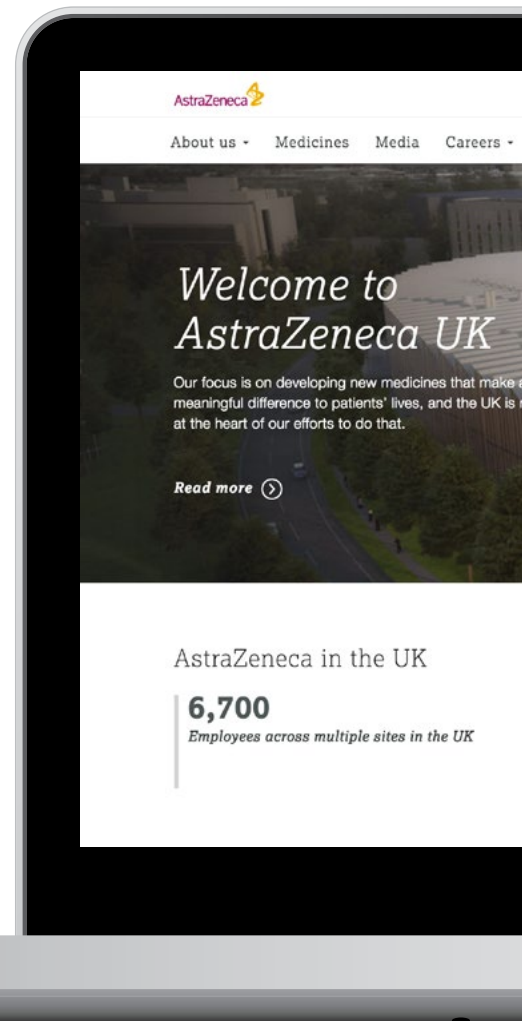 AstraZeneca
About us Medicines Media Careers
Welcome to
AstraZeneca UK
Our focus is on developing new medicines that make a
meaningful difference to patients' lives, and the UK is
at the heart of our efforts to do that.
Read more
AstraZeneca in the UK
6,700
Employees across multiple sites in the UK